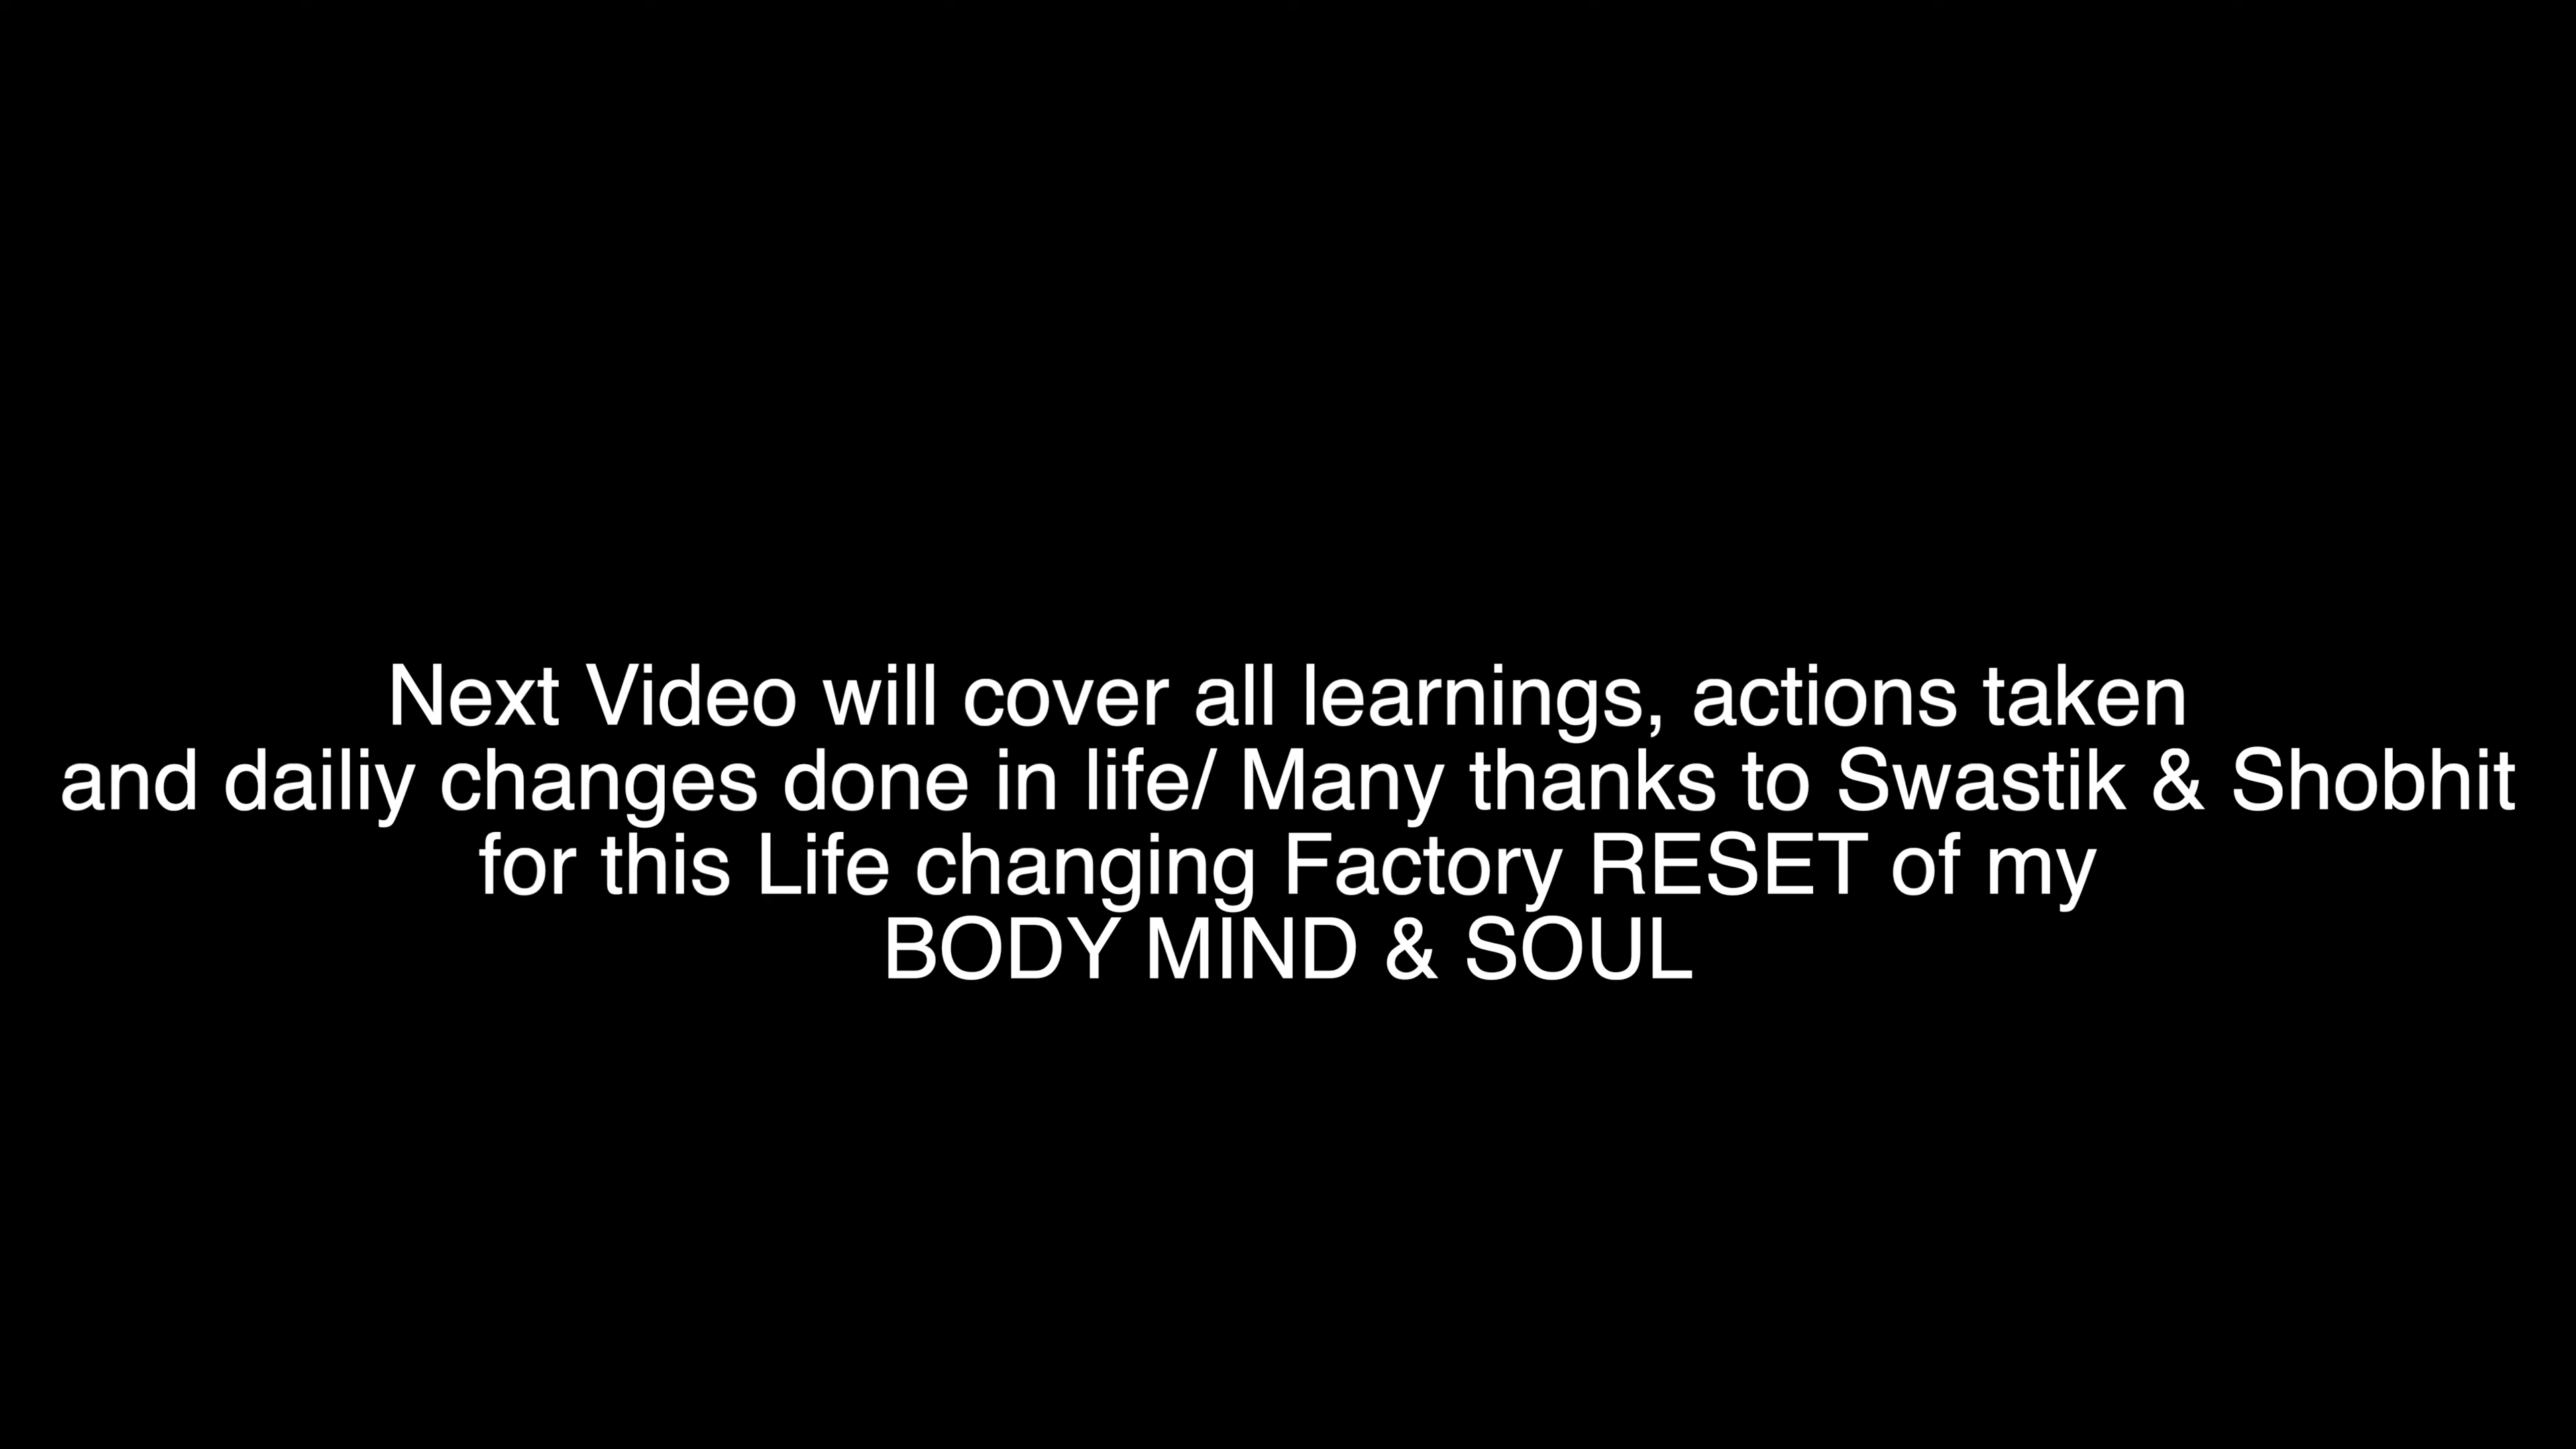 Next Video will cover all learnings, actions taken
and dailiy changes done in life/ Many thanks to Swastik & Shobhit
for this Life changing Factory RESET of my
BODY MIND & SOUL